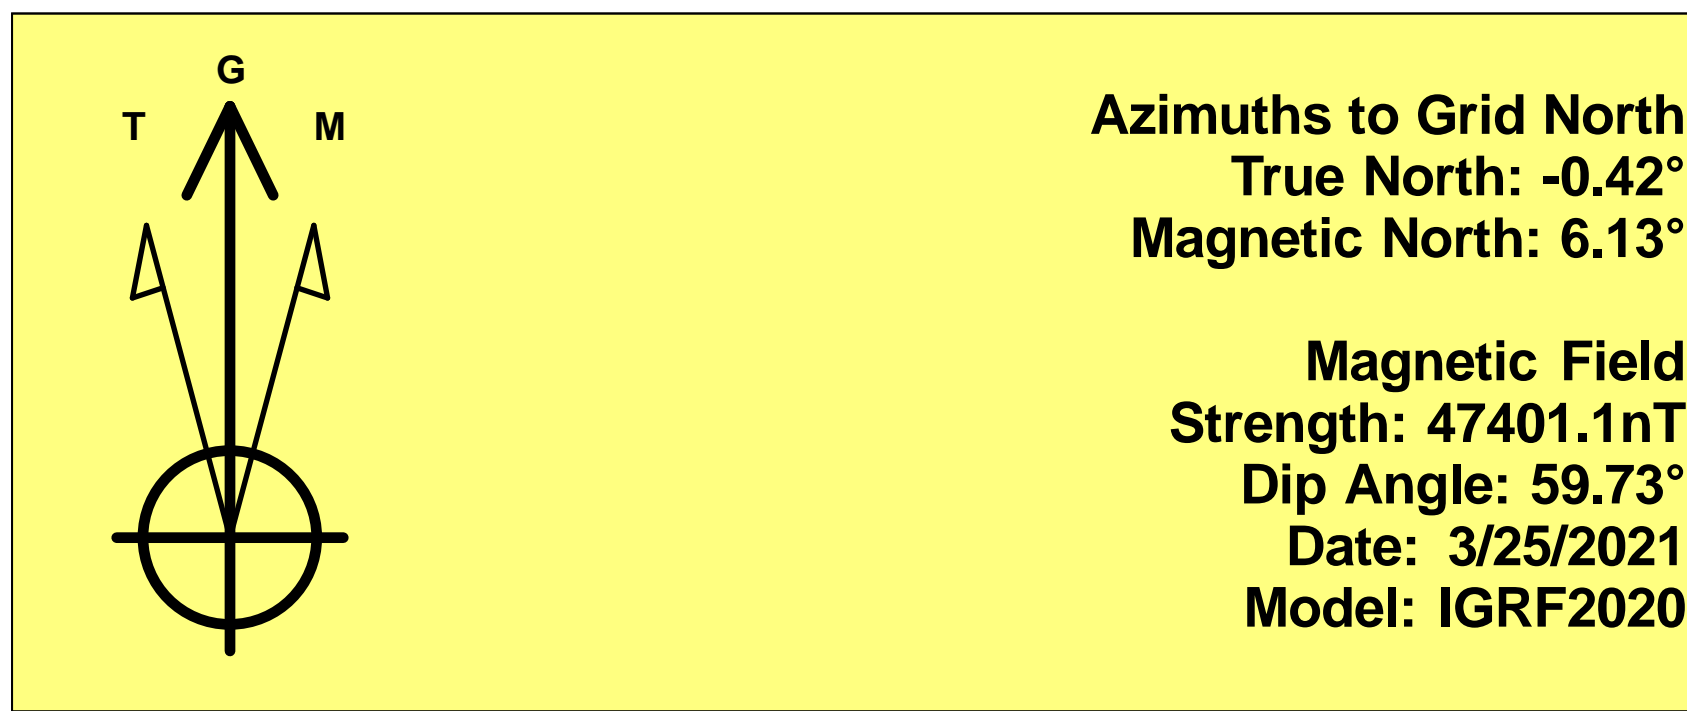 G
T M
Azimuths to Grid North
True North: -0.42°
Magnetic North: 6.13°
Magnetic Field
Strength: 47401.1nT
Dip Angle: 59.73°
Date: 3/25/2021
Model: IGRF2020